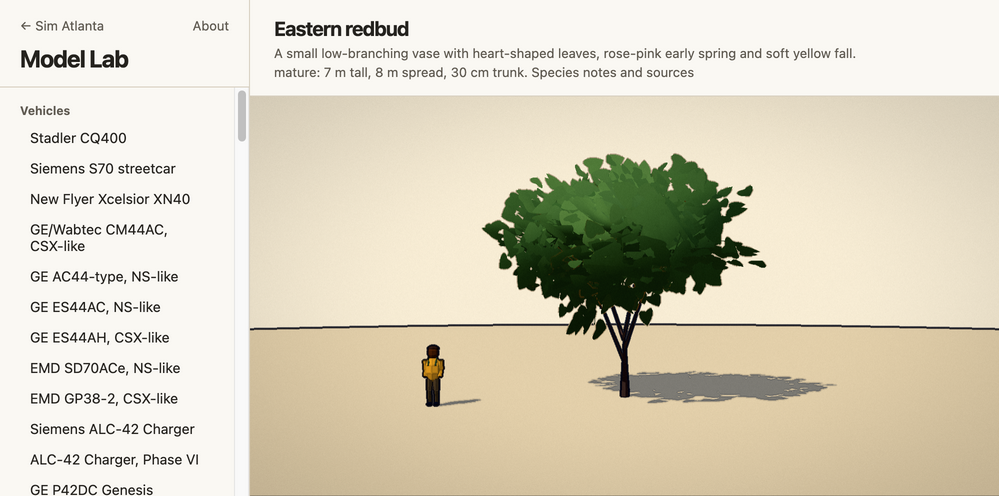 ← Sim Atlanta
About
Model Lab
Vehicles
Stadler CQ400
Siemens S70 streetcar
New Flyer Xcelsior XN40
GE/Wabtec CM44AC,
CSX-like
GE AC44-type, NS-like
GE ES44AC, NS-like
GE ES44AH, CSX-like
EMD SD70ACe, NS-like
EMD GP38-2, CSX-like
Siemens ALC-42 Charger
ALC-42 Charger, Phase VI
GE P42DC Genesis
Eastern redbud
A small low-branching vase with heart-shaped leaves, rose-pink early spring and soft yellow fall.
mature: 7 m tall, 8 m spread, 30 cm trunk. Species notes and sources